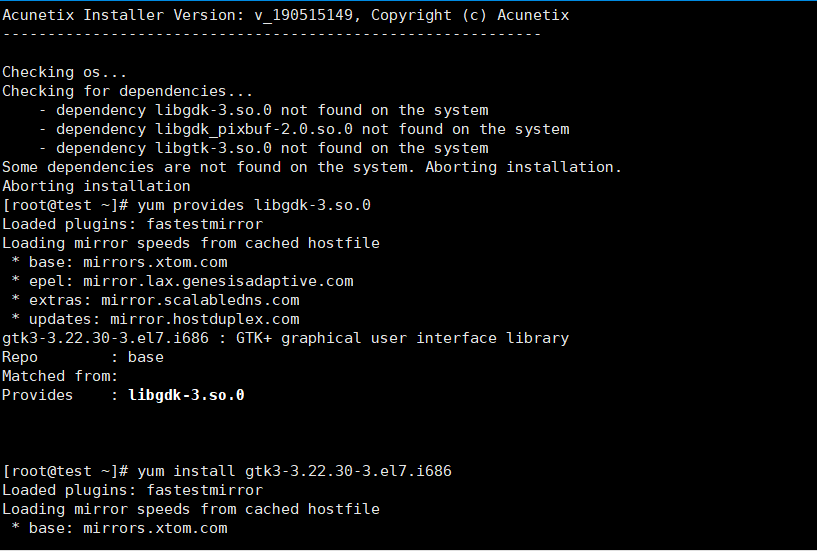 Acunetix Installer Version: v_190515149, Copyright (c) Acunetix
------------------------------------------------------------
Checking os...
Checking for dependencies...
    - dependency libgdk-3.so.0 not found on the system
    - dependency libgdk_pixbuf-2.0.so.0 not found on the system
    - dependency libgtk-3.so.0 not found on the system
Some dependencies are not found on the system. Aborting installation.
Aborting installation
[root@test ~]# yum provides libgdk-3.so.0
Loaded plugins: fastestmirror
Loading mirror speeds from cached hostfile
 * base: mirrors.xtom.com
 * epel: mirror.lax.genesisadaptive.com
 * extras: mirror.scalabledns.com
 * updates: mirror.hostduplex.com
gtk3-3.22.30-3.el7.i686 : GTK+ graphical user interface library
Repo        : base
Matched from:
Provides    : libgdk-3.so.0
[root@test ~]# yum install gtk3-3.22.30-3.el7.i686
Loaded plugins: fastestmirror
Loading mirror speeds from cached hostfile
 * base: mirrors.xtom.com